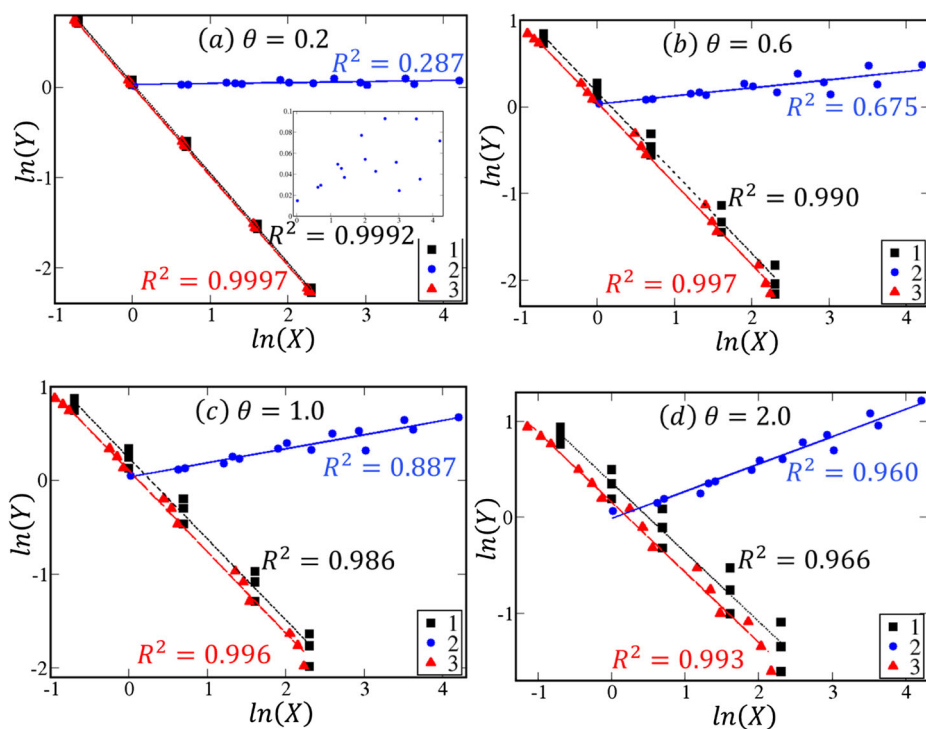 (a) θ = 0.2
R² = 0.287
R² = 0.9992
R² = 0.9997
ln(Y)
0
-1
-2
-1 0 1 2 3 4
ln(X)
0.1
0.08
0.06
0.04
0.02
0
0 1 2 3 4
1
2
3
(b) θ = 0.6
R² = 0.675
R² = 0.990
R² = 0.997
ln(Y)
1
0
-1
-2
-1 0 1 2 3 4
ln(X)
1
2
3
(c) θ = 1.0
R² = 0.887
R² = 0.986
R² = 0.996
ln(Y)
1
0
-1
-2
-1 0 1 2 3 4
ln(X)
1
2
3
(d) θ = 2.0
R² = 0.960
R² = 0.966
R² = 0.993
ln(Y)
1
0
-1
-1 0 1 2 3 4
ln(X)
1
2
3